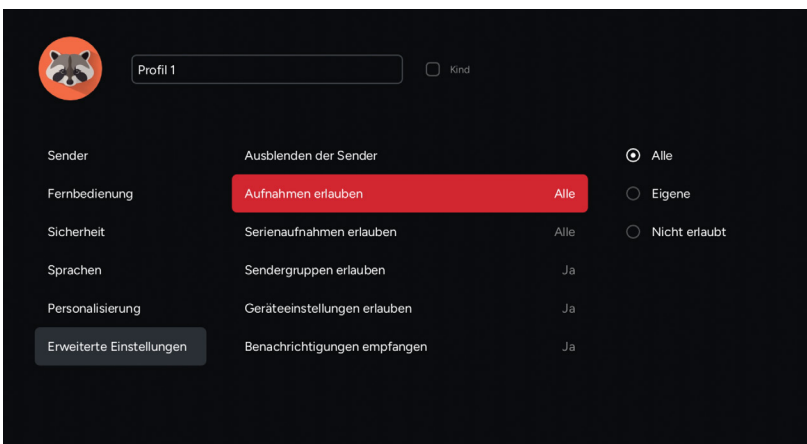 Profil 1
Kind
Sender
Ausblenden der Sender
Alle
Fernbedienung
Aufnahmen erlauben Alle
Eigene
Sicherheit
Serienaufnahmen erlauben Alle
Nicht erlaubt
Sprachen
Sendergruppen erlauben Ja
Personalisierung
Geräteeinstellungen erlauben Ja
Erweiterte Einstellungen
Benachrichtigungen empfangen Ja